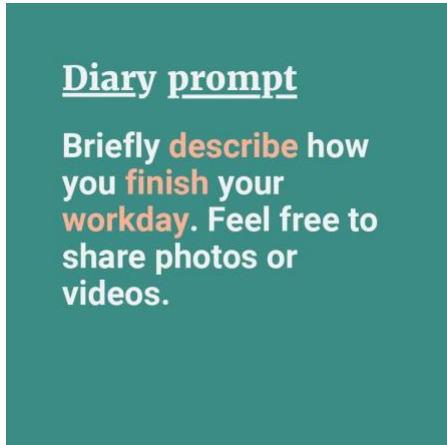 Diary prompt
Briefly describe how
you finish your
workday. Feel free to
share photos or
videos.